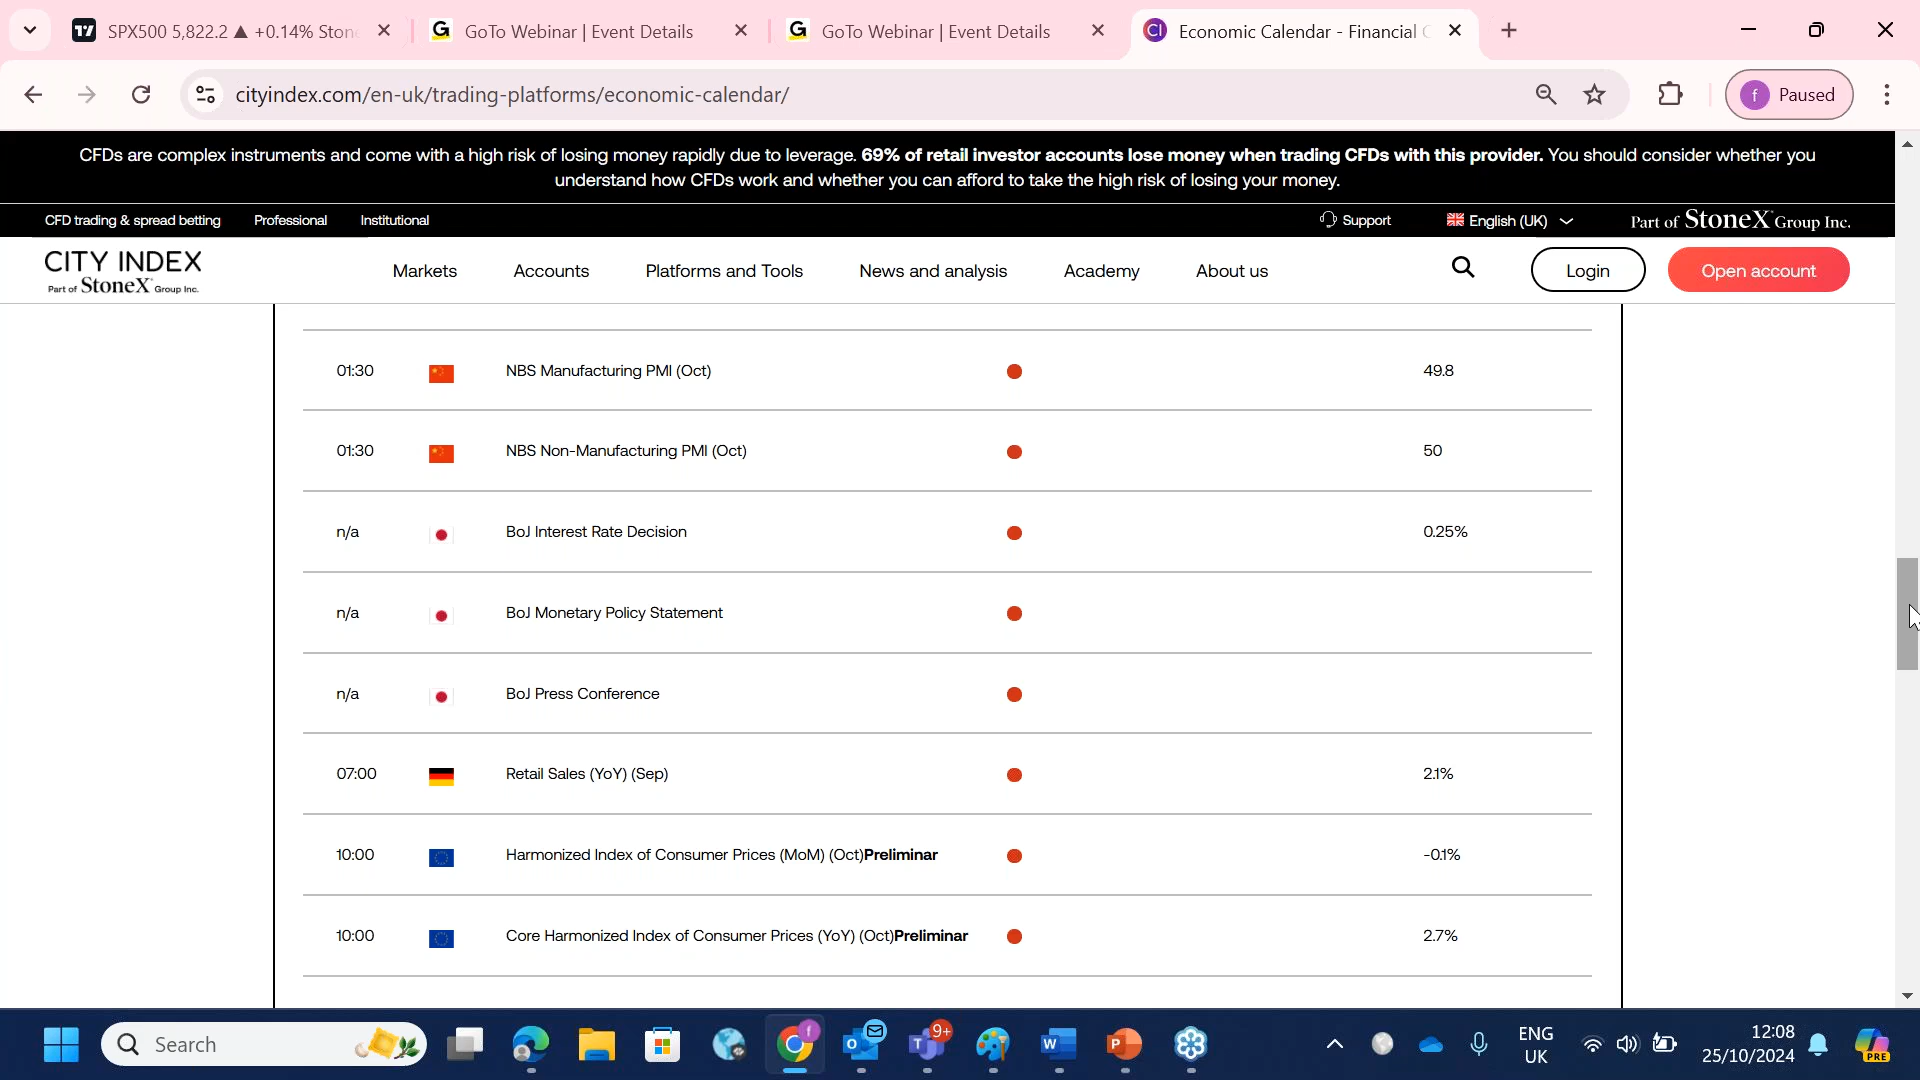 SPX500 5,822.2 ▲ +0.14% Stone
GoTo Webinar | Event Details
GoTo Webinar | Event Details
Economic Calendar - Financial C
cityindex.com/en-uk/trading-platforms/economic-calendar/
f Paused
CFDs are complex instruments and come with a high risk of losing money rapidly due to leverage. 69% of retail investor accounts lose money when trading CFDs with this provider. You should consider whether you
understand how CFDs work and whether you can afford to take the high risk of losing your money.
CFD trading & spread betting Professional Institutional Support English (UK) Part of StoneX Group Inc.
CITY INDEX
Part of StoneX Group Inc.
Markets Accounts Platforms and Tools News and analysis Academy About us Login Open account
01:30 NBS Manufacturing PMI (Oct) 49.8
01:30 NBS Non-Manufacturing PMI (Oct) 50
n/a BoJ Interest Rate Decision 0.25%
n/a BoJ Monetary Policy Statement
n/a BoJ Press Conference
07:00 Retail Sales (YoY) (Sep) 2.1%
10:00 Harmonized Index of Consumer Prices (MoM) (Oct)Preliminar -0.1%
10:00 Core Harmonized Index of Consumer Prices (YoY) (Oct)Preliminar 2.7%
Search
9+
ENG
UK
12:08
25/10/2024
PRE